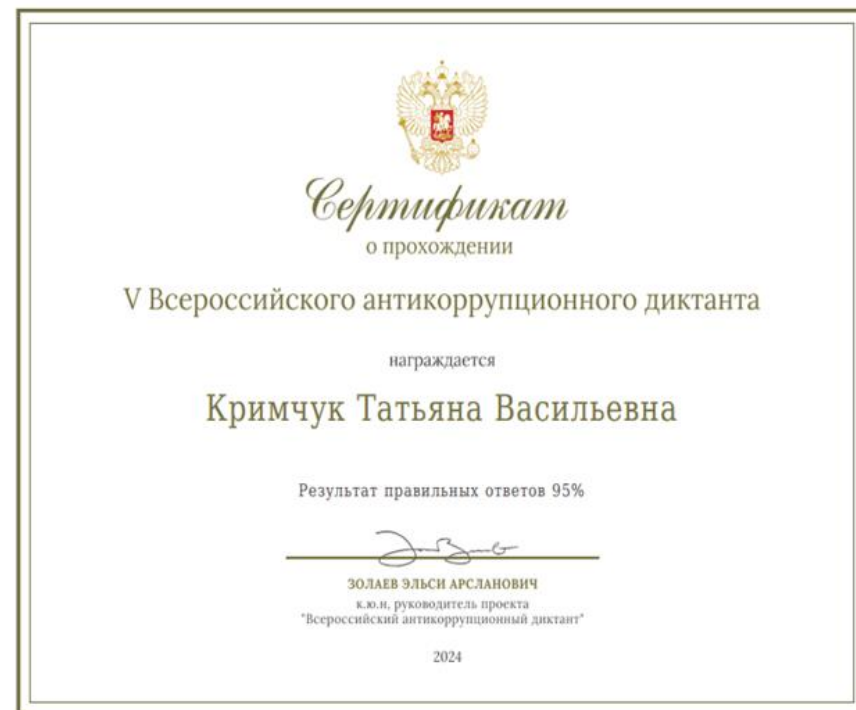 Сертификат
о прохождении
V Всероссийского антикоррупционного диктанта
награждается
Кримчук Татьяна Васильевна
Результат правильных ответов 95%
ЗОЛАЕВ ЭЛЬСИ АРСЛАНОВИЧ
к.ю.н, руководитель проекта
"Всероссийский антикоррупционный диктант"
2024